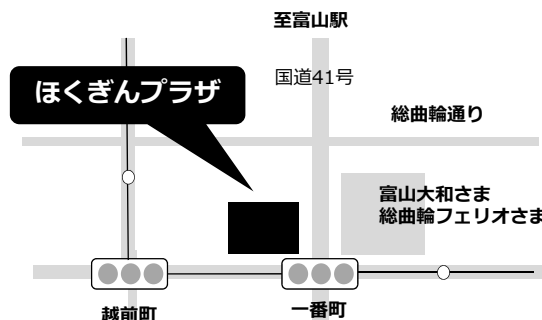 至富山駅
国道41号
ほくぎんプラザ
総曲輪通り
富山大和さま
総曲輪フェリオさま
越前町
一番町